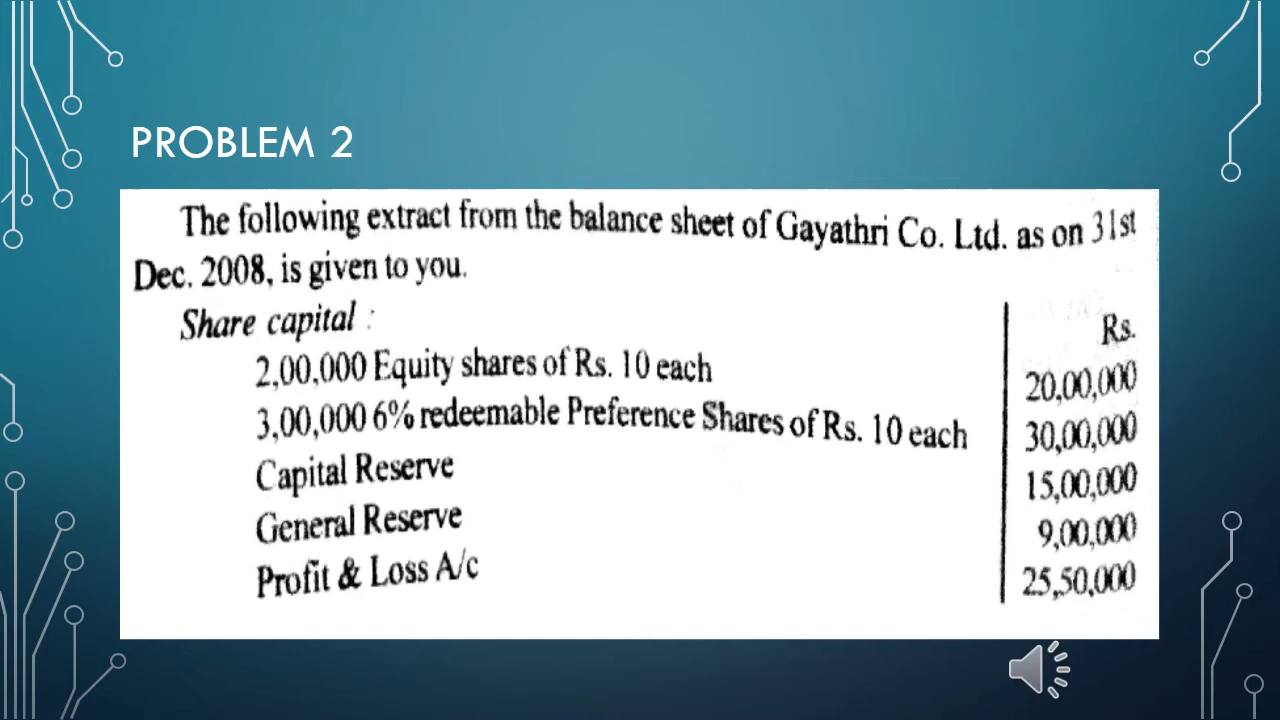 PROBLEM 2
The following extract from the balance sheet of Gayathri Co. Ltd. as on 31st
Dec. 2008, is given to you.
Share capital :
Rs.
2,00,000 Equity shares of Rs. 10 each 20,00,000
3,00,000 6% redeemable Preference Shares of Rs. 10 each 30,00,000
Capital Reserve 15,00,000
General Reserve 9,00,000
Profit & Loss A/c 25,50,000